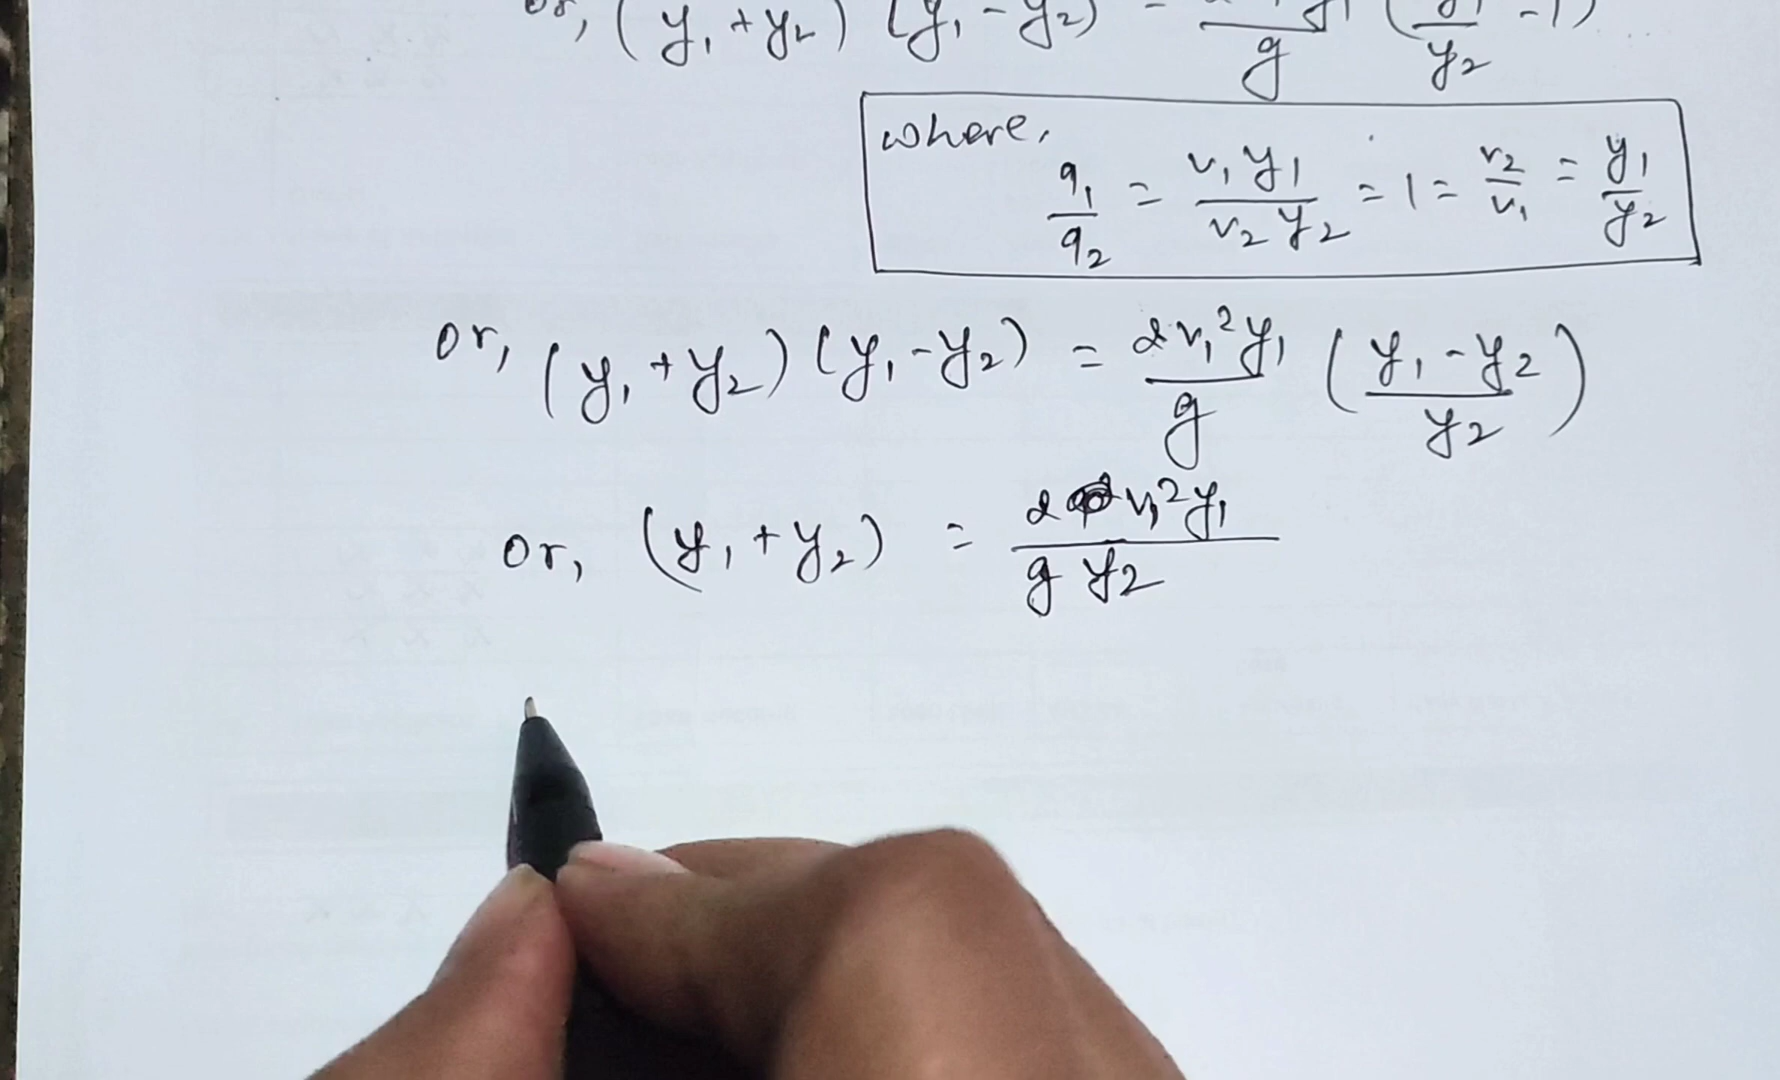 or, (y₁ + y₂) (y₁ - y₂) = y₁/g (y₁/y₂ - 1)
where,
q₁/q₂ = v₁y₁/v₂y₂ = 1 = v₂/v₁ = y₁/y₂
or, (y₁ + y₂) (y₁ - y₂) = 2v₁²y₁/g (y₁ - y₂/y₂)
or, (y₁ + y₂) = 2v₁²y₁/g y₂